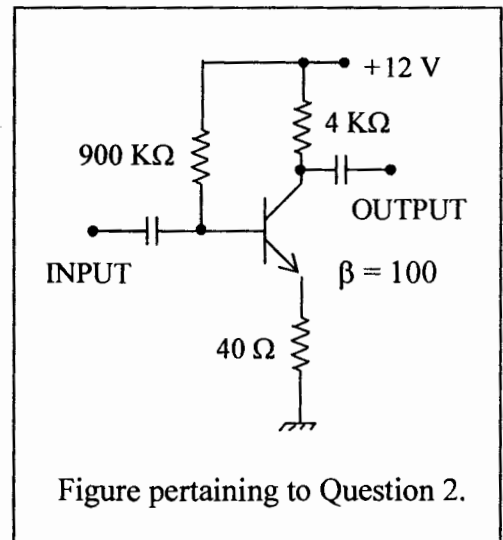 +12 V
4 KΩ
900 KΩ
OUTPUT
INPUT
β = 100
40 Ω
Figure pertaining to Question 2.